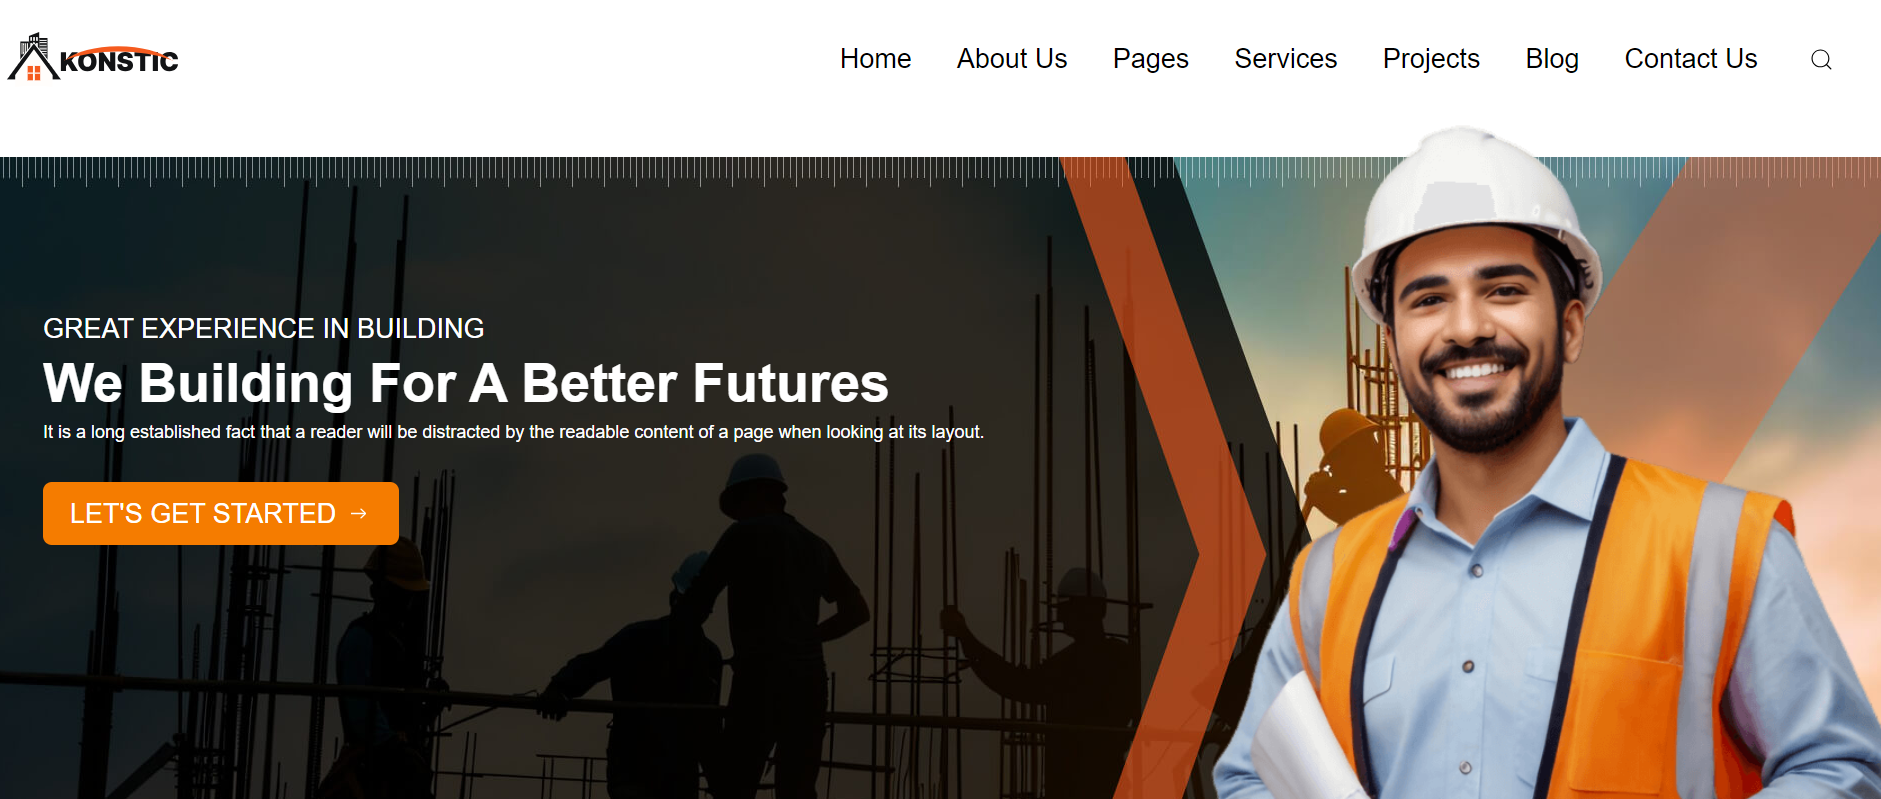 KONSTIC
Home About Us Pages Services Projects Blog Contact Us
GREAT EXPERIENCE IN BUILDING
We Building For A Better Futures
It is a long established fact that a reader will be distracted by the readable content of a page when looking at its layout.
LET'S GET STARTED →